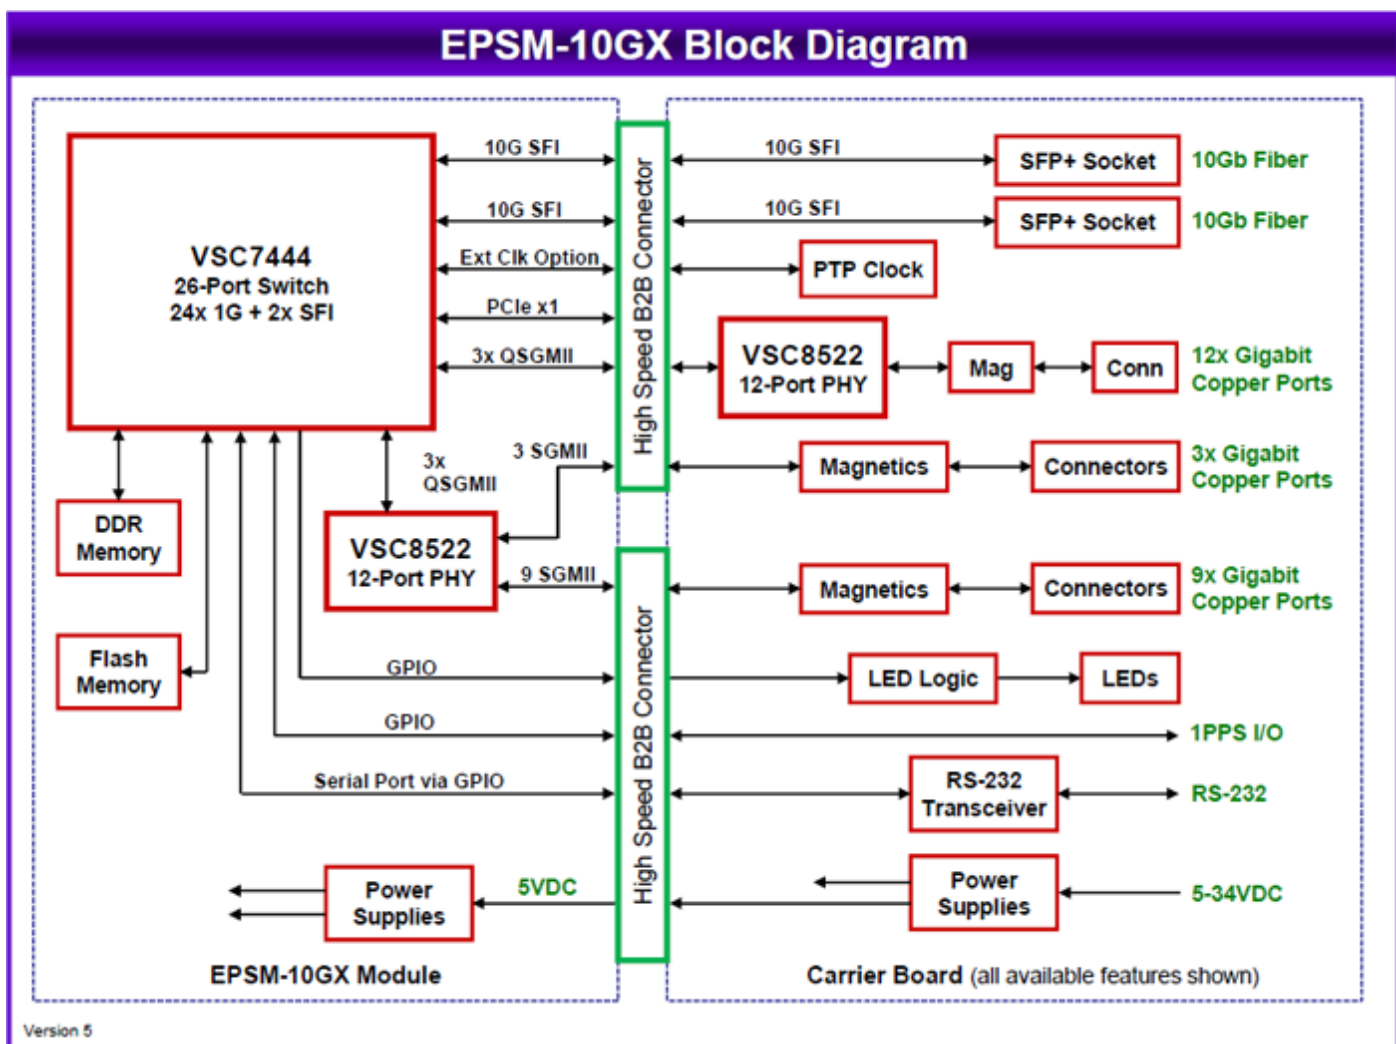 EPSM-10GX Block Diagram
VSC7444
26-Port Switch
24x 1G + 2x SFI
10G SFI
10G SFI
Ext Clk Option
PCIe x1
3x QSGMII
3 SGMII
3x
QSGMII
DDR
Memory
VSC8522
12-Port PHY
9 SGMII
Flash
Memory
GPIO
GPIO
Serial Port via GPIO
Power
Supplies
5VDC
EPSM-10GX Module
High Speed B2B Connector
High Speed B2B Connector
10G SFI
SFP+ Socket
10Gb Fiber
10G SFI
SFP+ Socket
10Gb Fiber
PTP Clock
VSC8522
12-Port PHY
Mag
Conn
12x Gigabit
Copper Ports
Magnetics
Connectors
3x Gigabit
Copper Ports
Magnetics
Connectors
9x Gigabit
Copper Ports
LED Logic
LEDs
1PPS I/O
RS-232
Transceiver
RS-232
Power
Supplies
5-34VDC
Carrier Board (all available features shown)
Version 5